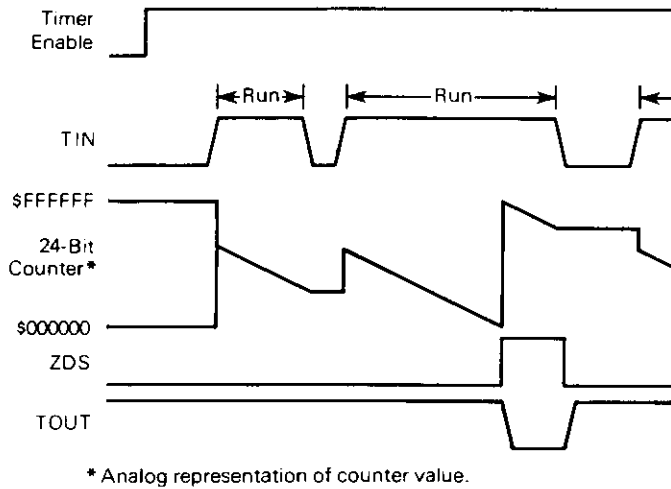 Timer
Enable
Run
Run
TIN
$FFFFFF
24-Bit
Counter*
$000000
ZDS
TOUT
* Analog representation of counter value.